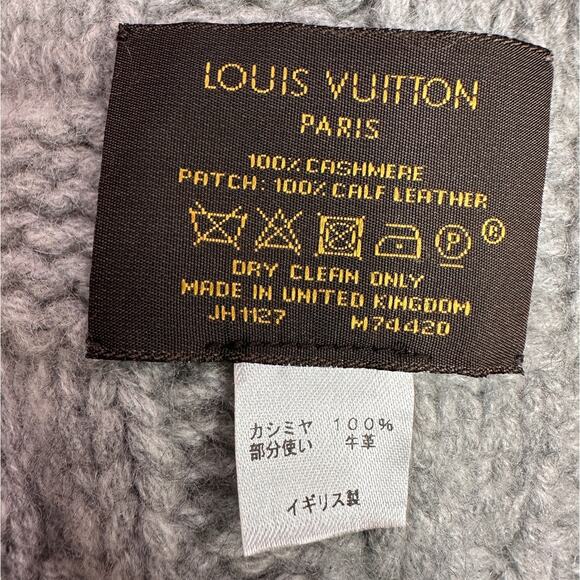 LOUIS VUITTON
PARIS
100% CASHMERE
PATCH: 100% CALF LEATHER
P ®
DRY CLEAN ONLY
MADE IN UNITED KINGDOM
JH1127 M74420
カシミヤ 100%
部分使い 牛革
イギリス製